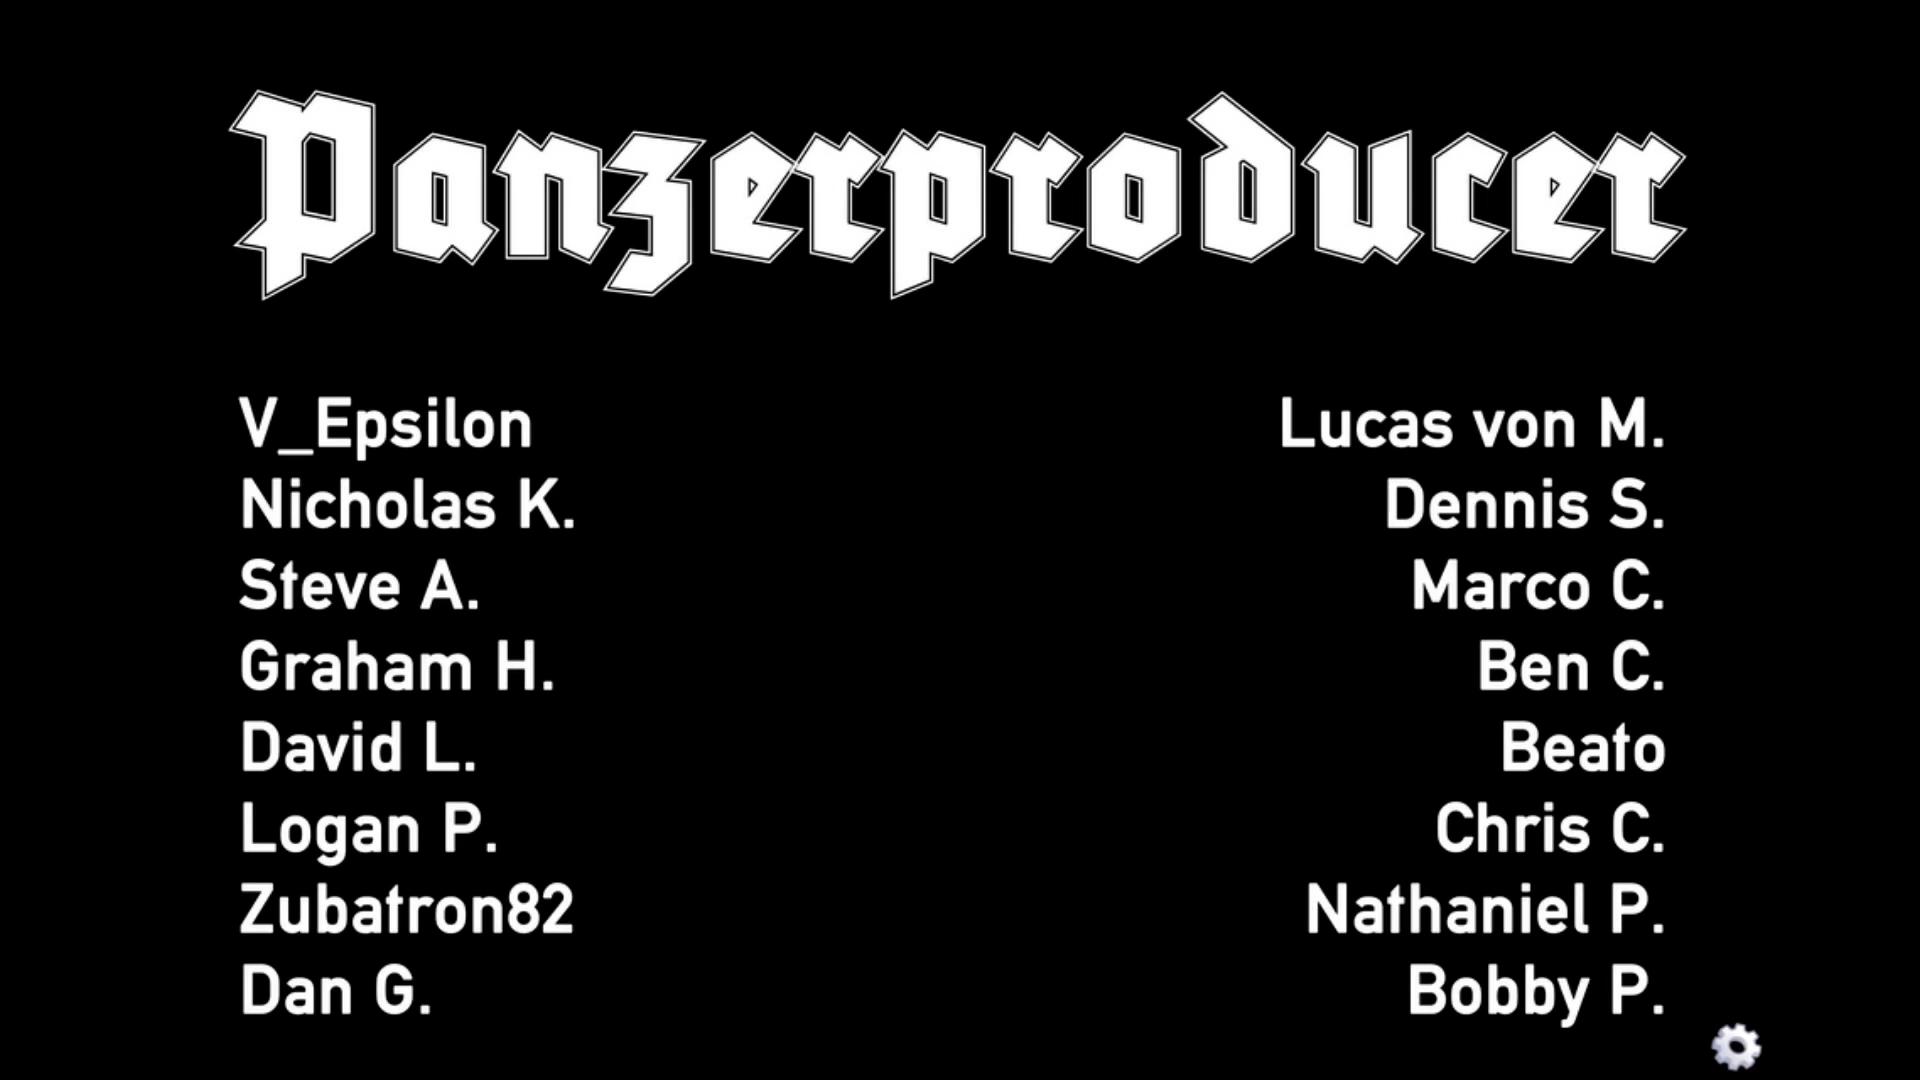 Panzerproducer
V_Epsilon
Nicholas K.
Steve A.
Graham H.
David L.
Logan P.
Zubatron82
Dan G.
Lucas von M.
Dennis S.
Marco C.
Ben C.
Beato
Chris C.
Nathaniel P.
Bobby P.